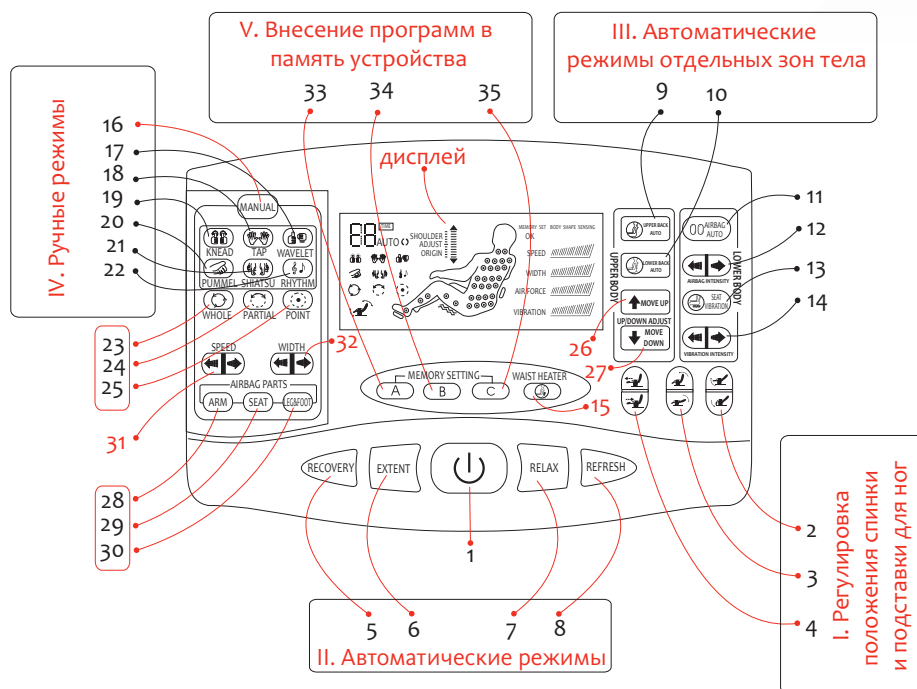 V. Внесение программ в
память устройства
33
34
35
III. Автоматические
режимы отдельных зон тела
9
10
IV. Ручные режимы
16
17
18
19
20
21
22
23
24
25
31
28
29
30
32
дисплей
MANUAL
KNEAD
TAP
WAVELET
PUMMEL
SHIATSU
RHYTHM
WHOLE
PARTIAL
POINT
SPEED
WIDTH
AIRBAG PARTS
ARM
SEAT
LEG&FOOT
88
TIME
AUTO
SHOULDER
ADJUST
ORIGIN
MEMORY SET BODY SHAPE SENSING
OK
SPEED
WIDTH
AIR FORCE
VIBRATION
MEMORY SETTING
A
B
C
WAIST HEATER
15
UPPER BODY
UPPER BACK
AUTO
LOWER BACK
AUTO
MOVE UP
UP/DOWN ADJUST
MOVE
DOWN
26
27
LOWER BODY
AIRBAG
AUTO
AIRBAG INTENSITY
SEAT
VIBRATION
VIBRATION INTENSITY
11
12
13
14
RECOVERY
EXTENT
RELAX
REFRESH
1
2
3
4
5
6
7
8
II. Автоматические режимы
I. Регулировка
положения спинки
и подставки для ног